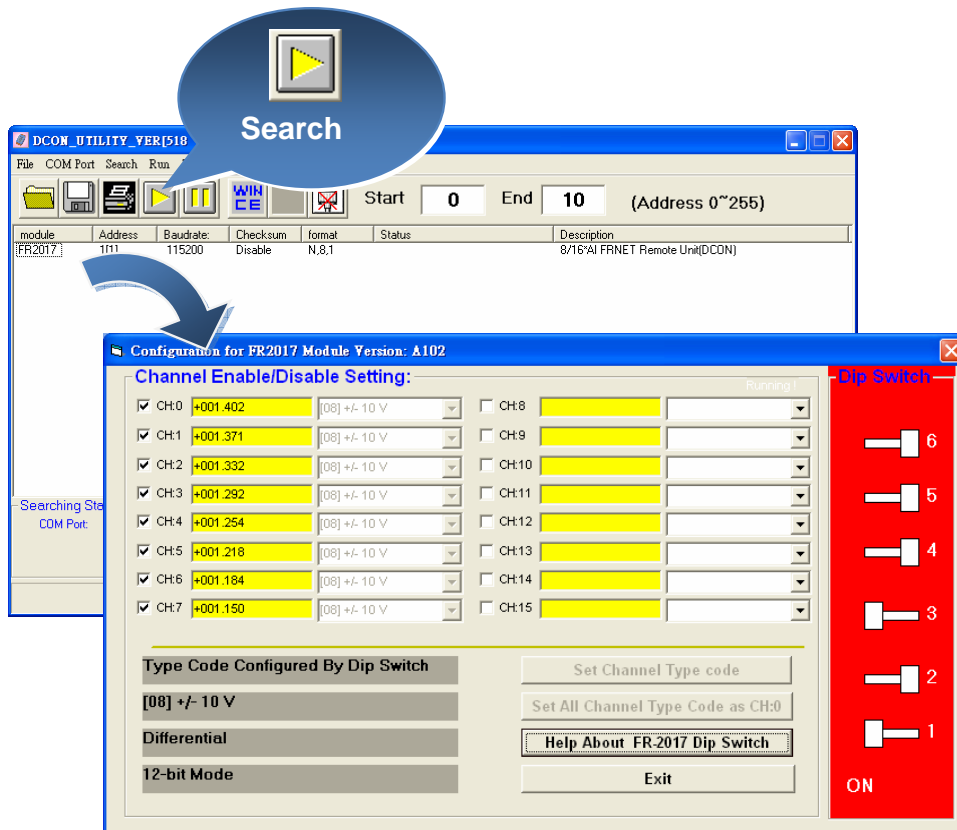 Search
DCON_UTILITY_VER[518
File COM Port Search Run
WIN CE
Start 0 End 10 (Address 0~255)
module Address Baudrate: Checksum format Status Description
FR2017 1[1] 115200 Disable N,8,1 8/16*AI FRNET Remote Unit(DCON)
Searching Sta
COM Port:
Configuration for FR2017 Module Version: A102
Channel Enable/Disable Setting:
Running !
Dip Switch
CH:0 +001.402 [08] +/- 10 V CH:8
CH:1 +001.371 [08] +/- 10 V CH:9
CH:2 +001.332 [08] +/- 10 V CH:10
CH:3 +001.292 [08] +/- 10 V CH:11
CH:4 +001.254 [08] +/- 10 V CH:12
CH:5 +001.218 [08] +/- 10 V CH:13
CH:6 +001.184 [08] +/- 10 V CH:14
CH:7 +001.150 [08] +/- 10 V CH:15
Type Code Configured By Dip Switch
[08] +/- 10 V
Differential
12-bit Mode
Set Channel Type code
Set All Channel Type Code as CH:0
Help About FR-2017 Dip Switch
Exit
6
5
4
3
2
1
ON